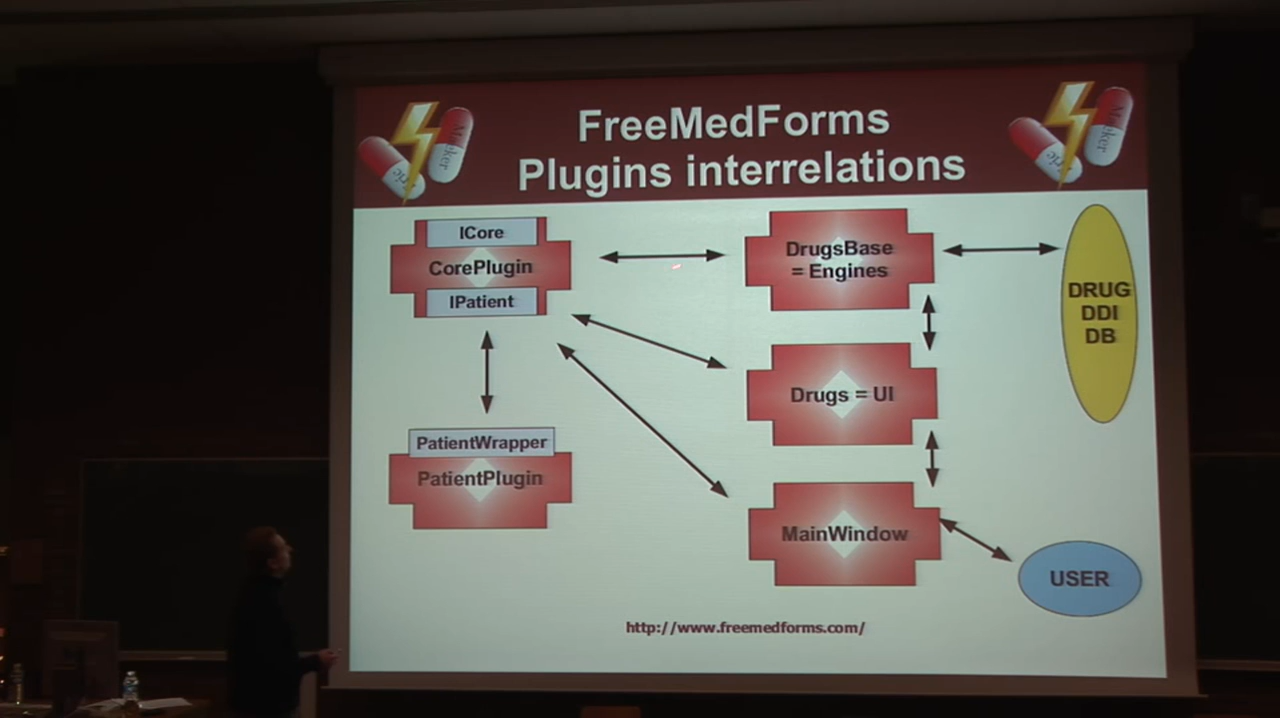 FreeMedForms
Plugins interrelations
ICore
CorePlugin
IPatient
DrugsBase
= Engines
DRUG
DDI
DB
Drugs = UI
PatientWrapper
PatientPlugin
MainWindow
USER
http://www.freemedforms.com/